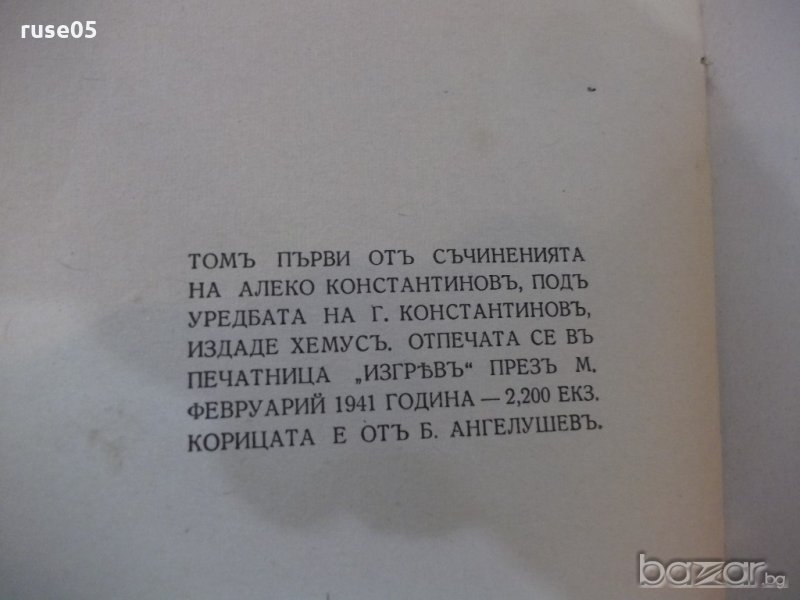 ruse05
ТОМЪ ПЪРВИ ОТЪ СЪЧИНЕНИЯТА
НА АЛЕКО КОНСТАНТИНОВЪ, ПОДЪ
УРЕДБАТА НА Г. КОНСТАНТИНОВЪ,
ИЗДАДЕ ХЕМУСЪ. ОТПЕЧАТА СЕ ВЪ
ПЕЧАТНИЦА „ИЗГРѢВЪ“ ПРЕЗЪ М.
ФЕВРУАРИЙ 1941 ГОДИНА — 2,200 ЕКЗ.
КОРИЦАТА Е ОТЪ Б. АНГЕЛУШЕВЪ.
bazar.bg